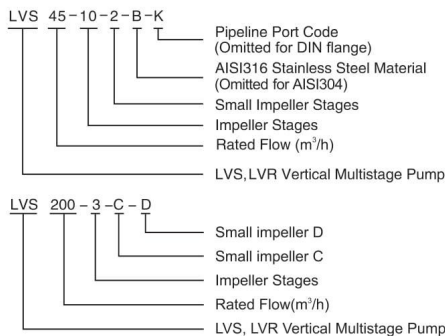 LVS 45-10-2-B-K
Pipeline Port Code
(Omitted for DIN flange)
AISI316 Stainless Steel Material
(Omitted for AISI304)
Small Impeller Stages
Impeller Stages
Rated Flow (m³/h)
LVS,LVR Vertical Multistage Pump
LVS 200-3-C-D
Small impeller D
Small impeller C
Impeller Stages
Rated Flow(m³/h)
LVS, LVR Vertical Multistage Pump